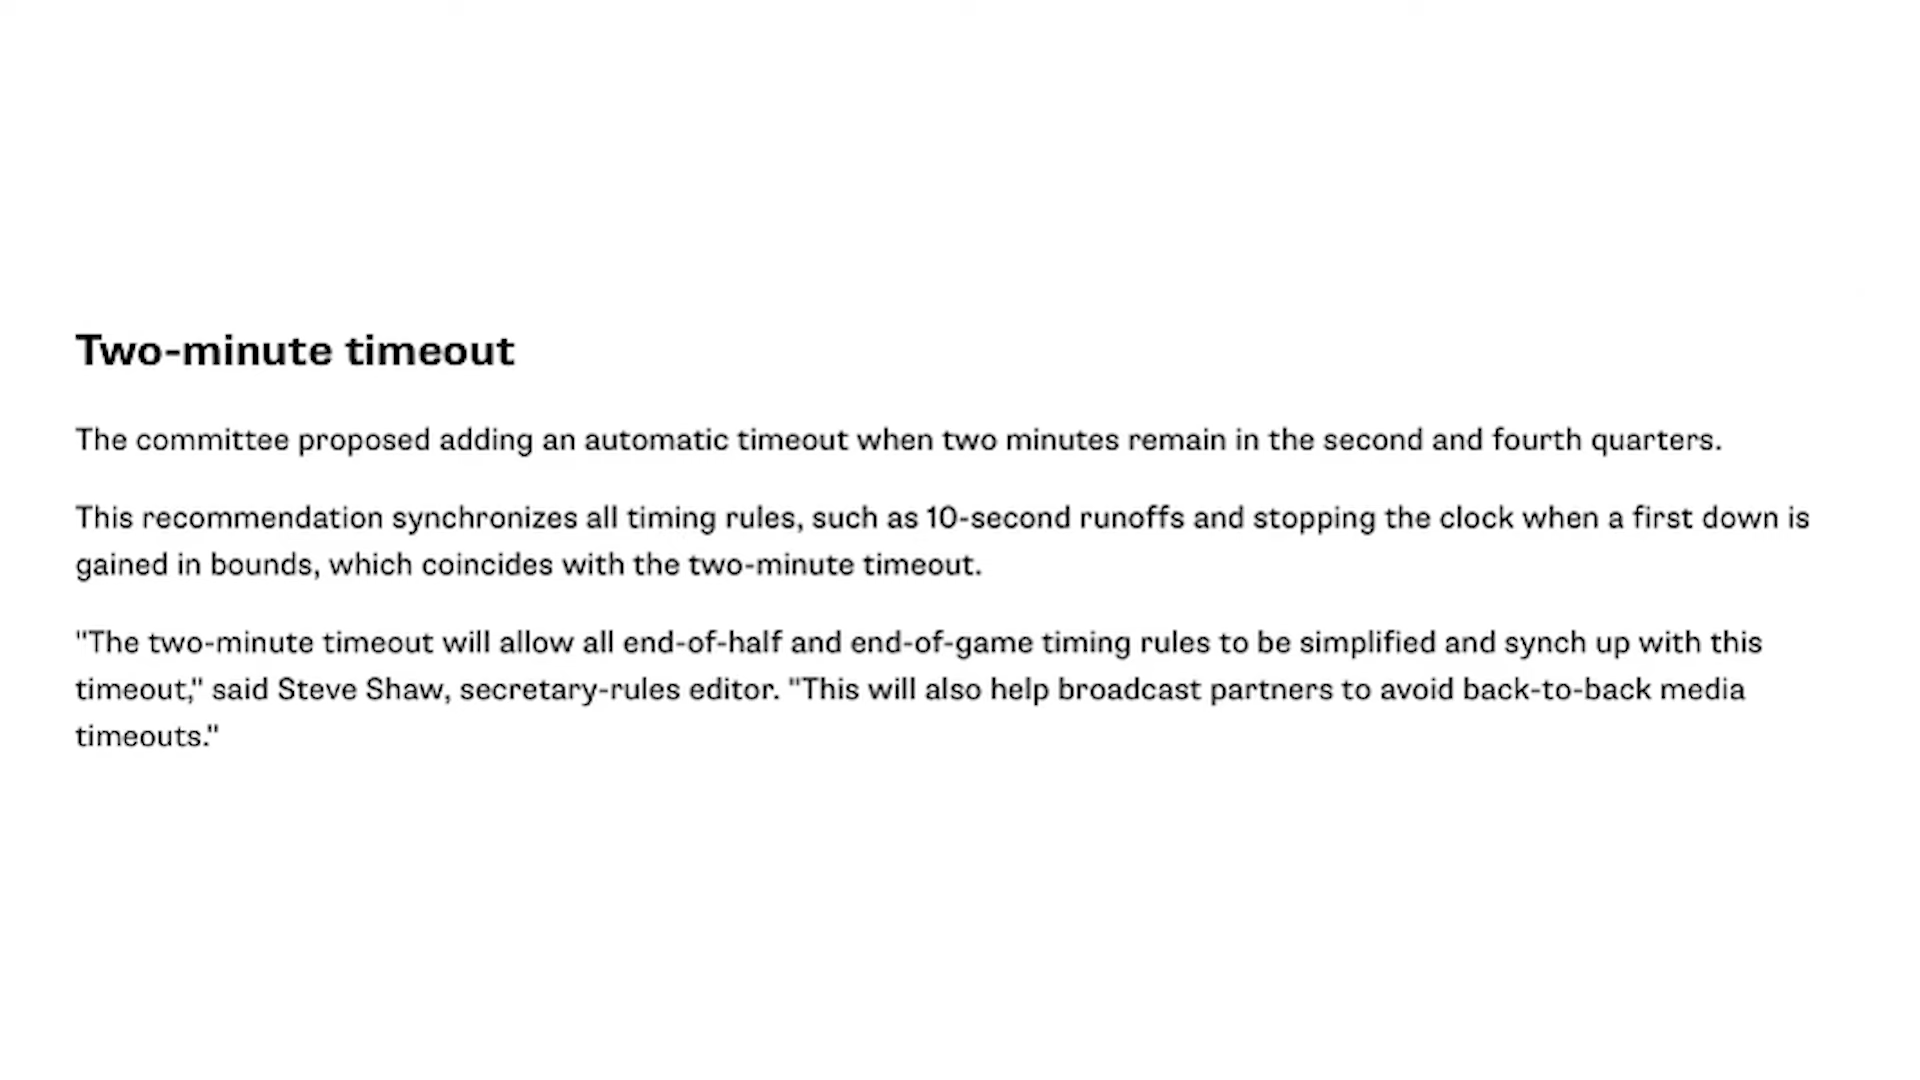 Two-minute timeout
The committee proposed adding an automatic timeout when two minutes remain in the second and fourth quarters.
This recommendation synchronizes all timing rules, such as 10-second runoffs and stopping the clock when a first down is
gained in bounds, which coincides with the two-minute timeout.
"The two-minute timeout will allow all end-of-half and end-of-game timing rules to be simplified and synch up with this
timeout," said Steve Shaw, secretary-rules editor. "This will also help broadcast partners to avoid back-to-back media
timeouts."